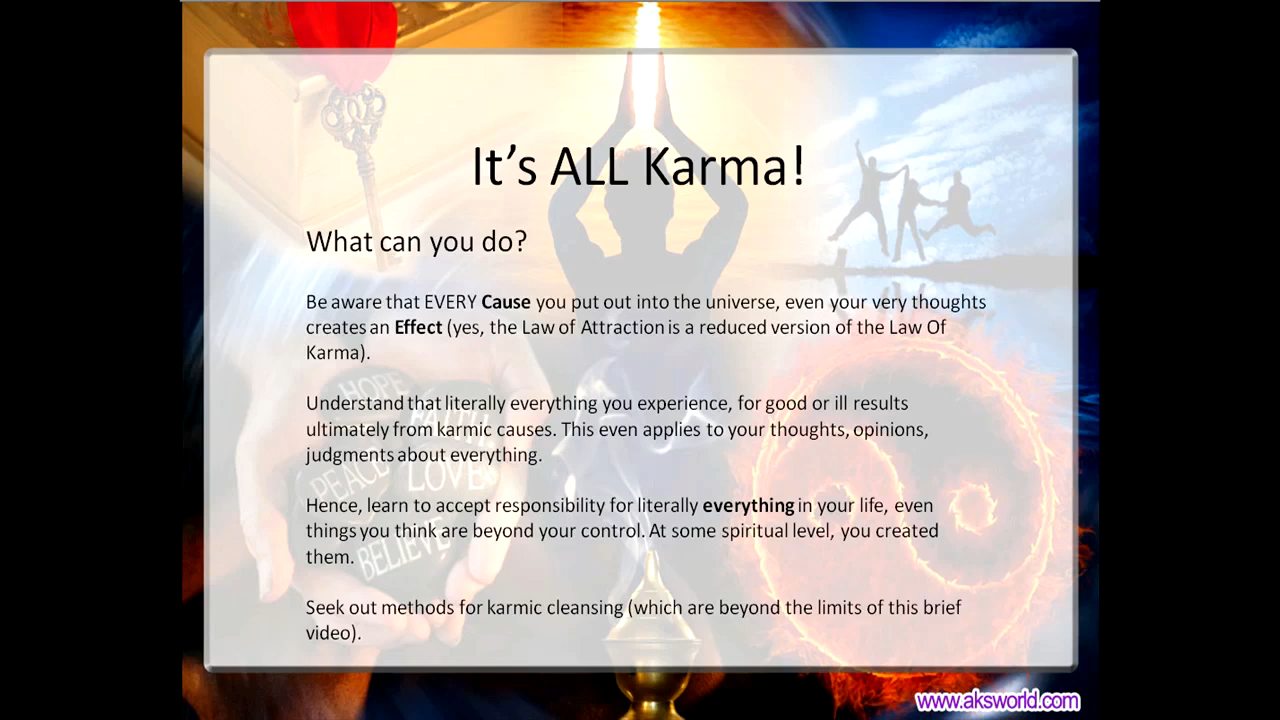 It's ALL Karma!
What can you do?
Be aware that EVERY Cause you put out into the universe, even your very thoughts
creates an Effect (yes, the Law of Attraction is a reduced version of the Law Of
Karma).
Understand that literally everything you experience, for good or ill results
ultimately from karmic causes. This even applies to your thoughts, opinions,
judgments about everything.
Hence, learn to accept responsibility for literally everything in your life, even
things you think are beyond your control. At some spiritual level, you created
them.
Seek out methods for karmic cleansing (which are beyond the limits of this brief
video).
HOPE
FAITH
PEACE
LOVE
BELIEVE
www.aksworld.com